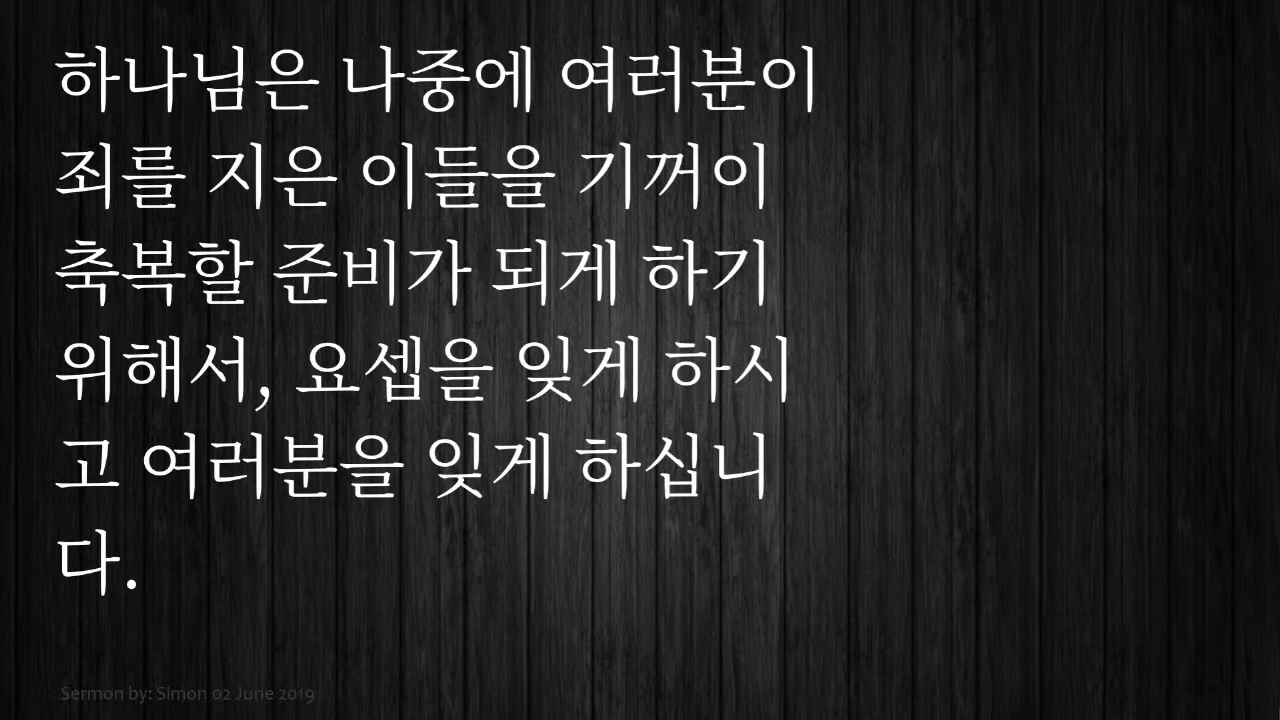 하나님은 나중에 여러분이
죄를 지은 이들을 기꺼이
축복할 준비가 되게 하기
위해서, 요셉을 잊게 하시
고 여러분을 잊게 하십니
다.
Sermon by: Simon 02 June 2019